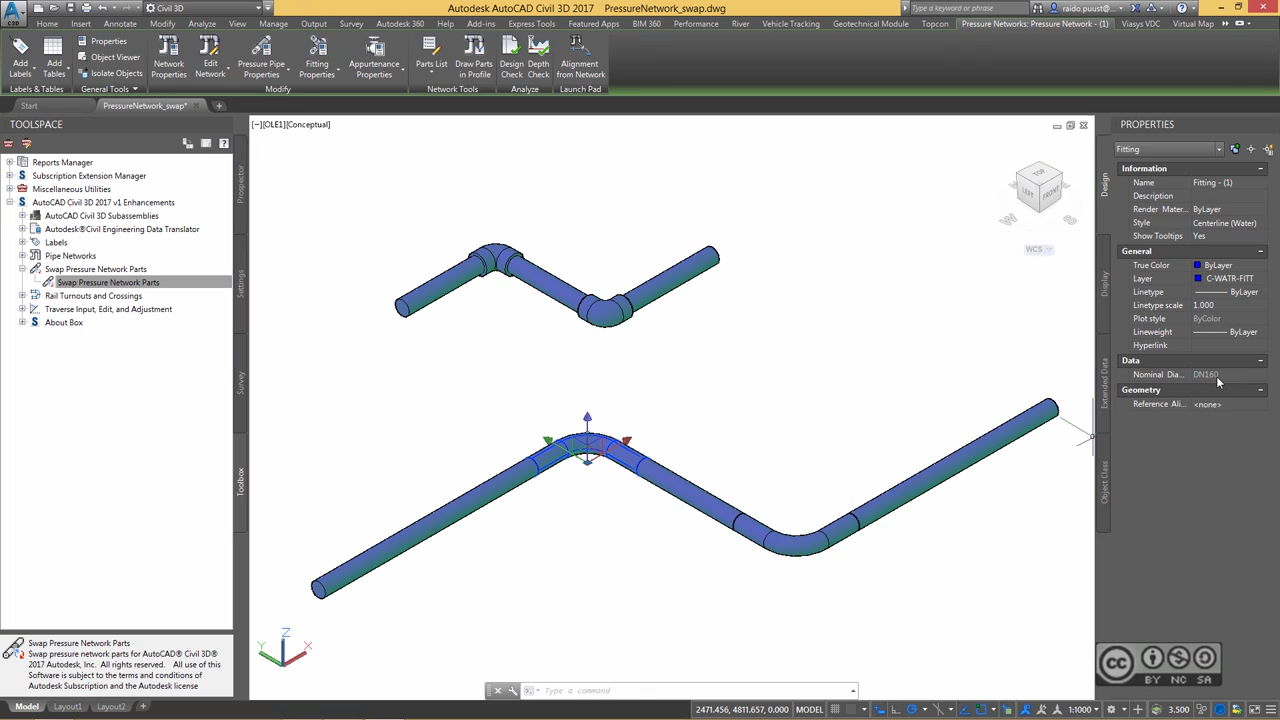 Civil 3D
Autodesk AutoCAD Civil 3D 2017 PressureNetwork_swap.dwg
Type a keyword or phrase
raido.puust@...
Home Insert Annotate Modify Analyze View Manage Output Survey Autodesk 360 Help Add-ins Express Tools Featured Apps BIM 360 Performance River Vehicle Tracking Geotechnical Module Topcon Pressure Networks: Pressure Network - (1) Visasys VDC Virtual Map
Add Labels
Add Tables
Properties
Object Viewer
Isolate Objects
Network Properties
Edit Network
Pressure Pipe Properties
Fitting Properties
Appurtenance Properties
Parts List
Draw Parts in Profile
Design Check
Depth Check
Alignment from Network
Labels & Tables General Tools Modify Network Tools Analyze Launch Pad
Start PressureNetwork_swap*
TOOLSPACE
Reports Manager
Subscription Extension Manager
Miscellaneous Utilities
AutoCAD Civil 3D 2017 v1 Enhancements
AutoCAD Civil 3D Subassemblies
Autodesk®Civil Engineering Data Translator
Labels
Pipe Networks
Swap Pressure Network Parts
Swap Pressure Network Parts
Rail Turnouts and Crossings
Traverse Input, Edit, and Adjustment
About Box
Prospector
Settings
Survey
Toolbox
Swap Pressure Network Parts
Swap pressure network parts for AutoCAD® Civil 3D®
2017 Autodesk, Inc. All rights reserved. All use of this
Software is subject to the terms and conditions of
Autodesk Subscription and the Autodesk license
[−][OLE1][Conceptual]
TOP
LEFT
FRONT
W
S
WCS
Z
Y
X
Type a command
PROPERTIES
Fitting
Information
Name Fitting - (1)
Description
Render Mater... ByLayer
Style Centerline (Water)
Show Tooltips Yes
General
True Color ByLayer
Layer C-WATR-FITT
Linetype ByLayer
Linetype scale 1.000
Plot style ByColor
Lineweight ByLayer
Hyperlink
Data
Nominal Dia... DN160
Geometry
Reference Ali... <none>
Design
Display
Extended Data
Object Class
CC
BY NC SA
Model Layout1 Layout2
2471.456, 4811.657, 0.000 MODEL
1:1000
3.500